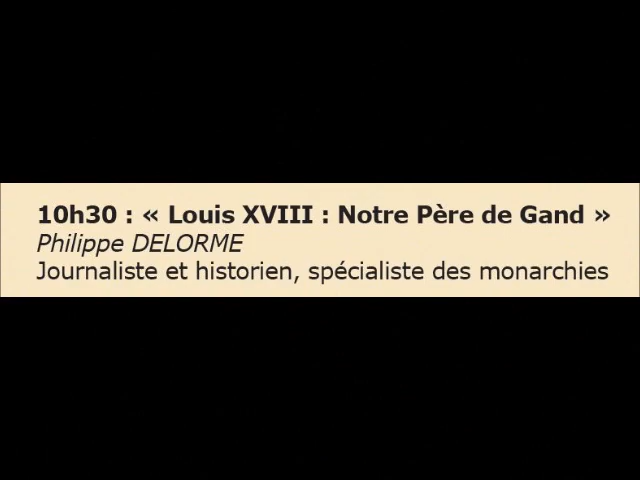 10h30 : « Louis XVIII : Notre Père de Gand »
Philippe DELORME
Journaliste et historien, spécialiste des monarchies